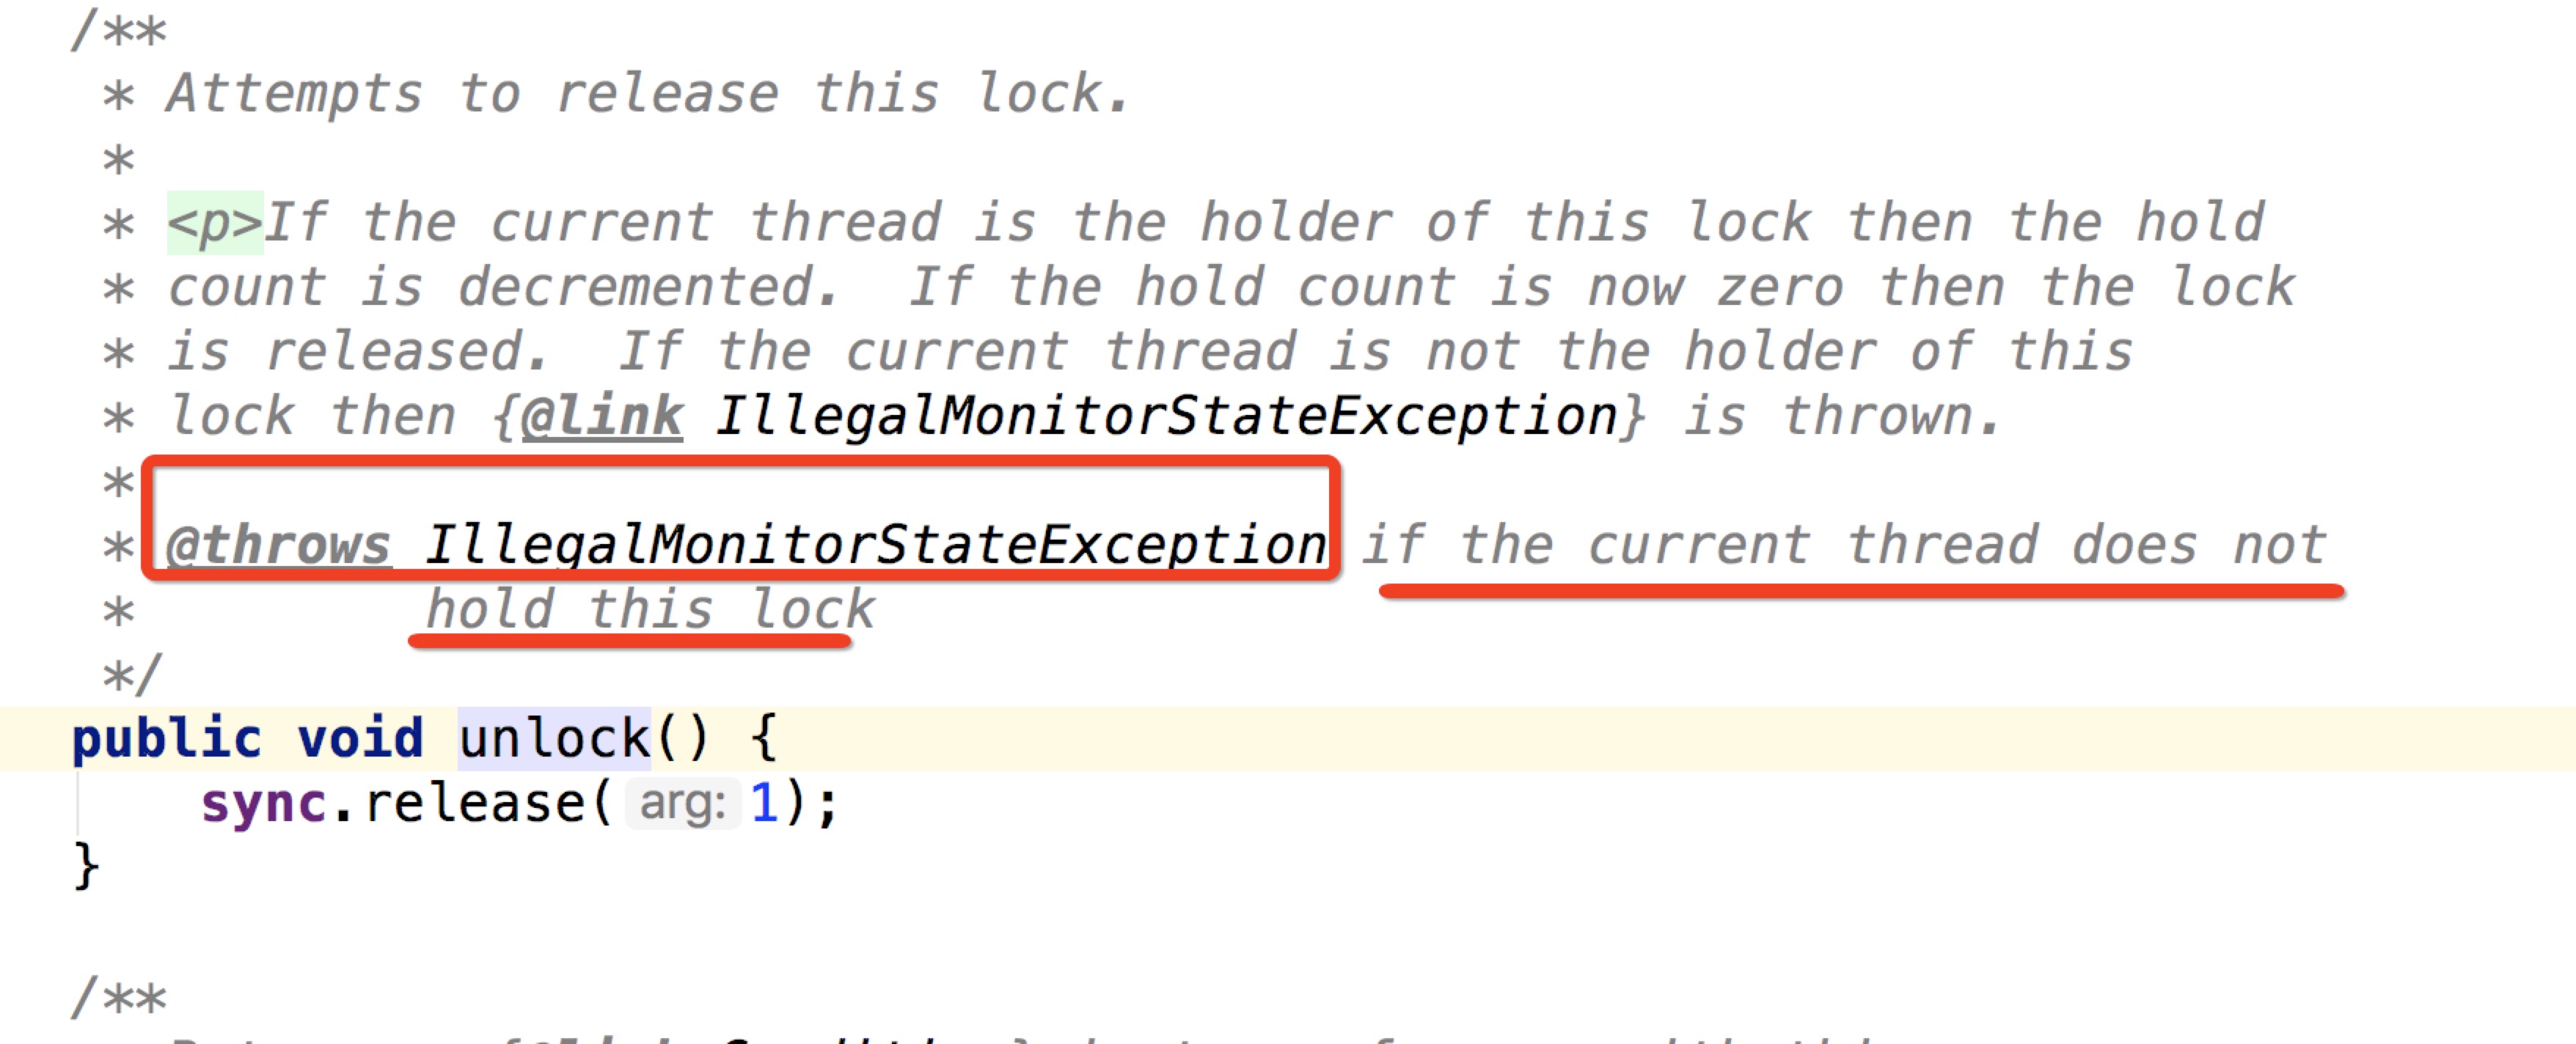 /**
* Attempts to release this lock.
*
* <p>If the current thread is the holder of this lock then the hold
* count is decremented.  If the hold count is now zero then the lock
* is released.  If the current thread is not the holder of this
* lock then {@link IllegalMonitorStateException} is thrown.
*
* @throws IllegalMonitorStateException if the current thread does not
*         hold this lock
*/
public void unlock() {
sync.release( arg: 1);
}
/**